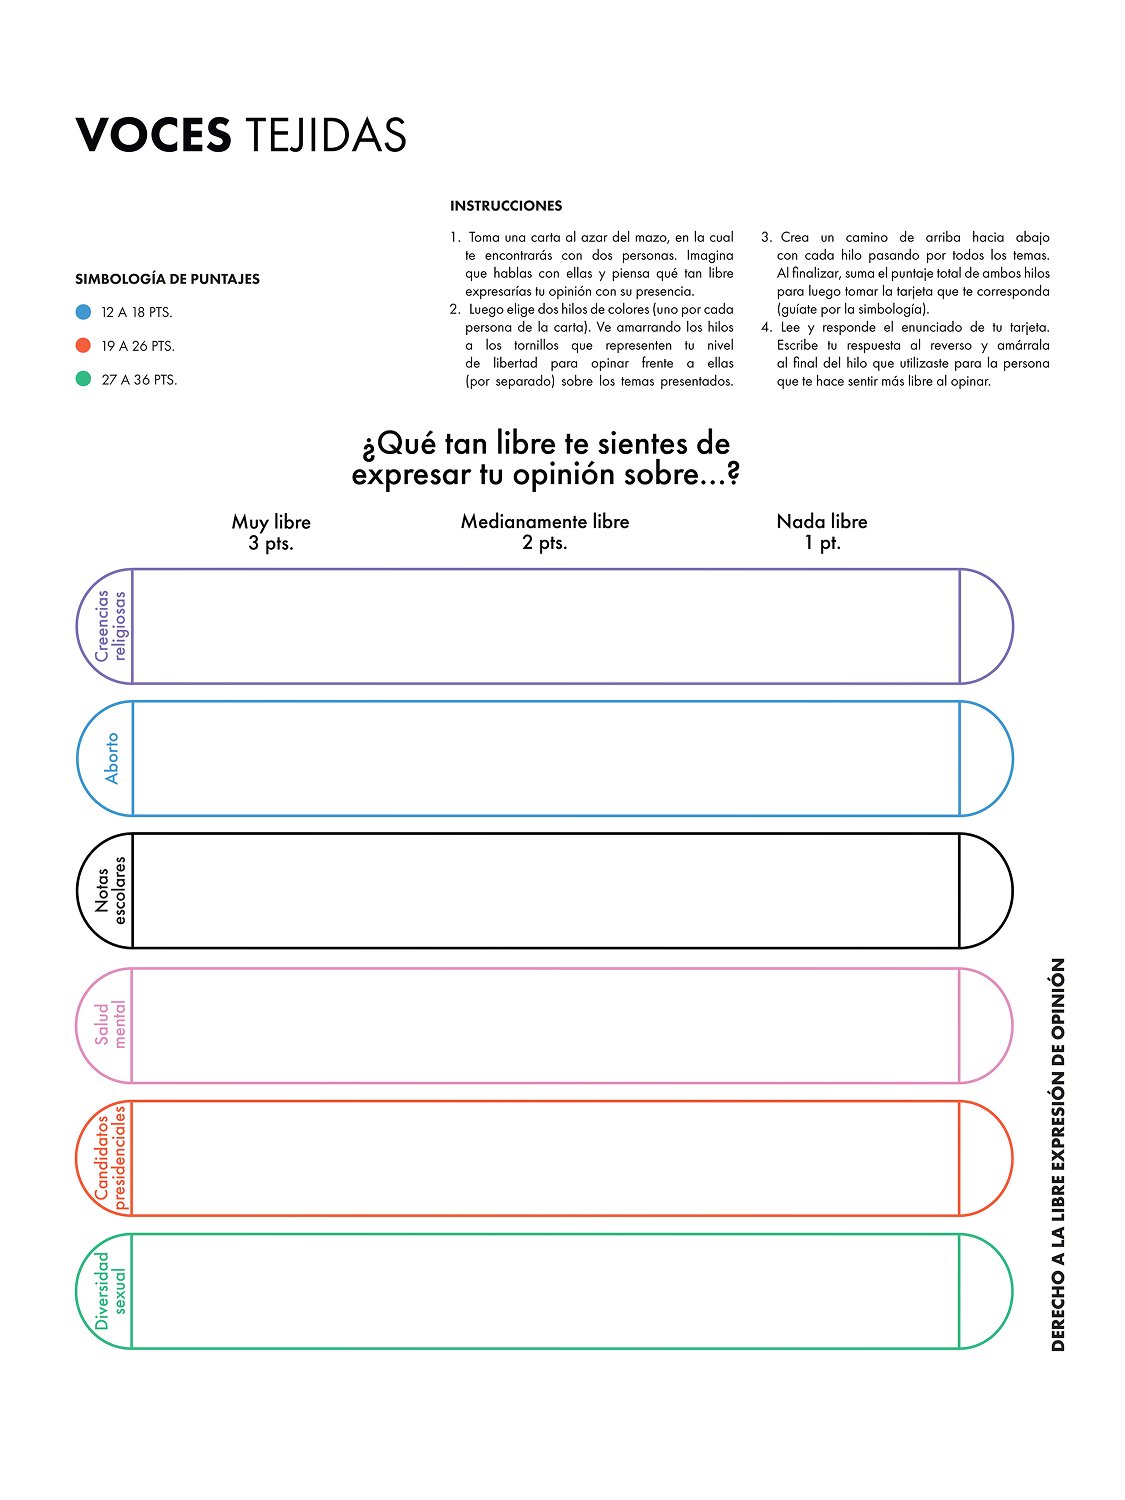 VOCES TEJIDAS
SIMBOLOGÍA DE PUNTAJES
12 A 18 PTS.
19 A 26 PTS.
27 A 36 PTS.
INSTRUCCIONES
1. Toma una carta al azar del mazo, en la cual
te encontrarás con dos personas. Imagina
que hablas con ellas y piensa qué tan libre
expresarías tu opinión con su presencia.
2. Luego elige dos hilos de colores (uno por cada
persona de la carta). Ve amarrando los hilos
a los tornillos que representen tu nivel
de libertad para opinar frente a ellas
(por separado) sobre los temas presentados.
3. Crea un camino de arriba hacia abajo
con cada hilo pasando por todos los temas.
Al finalizar, suma el puntaje total de ambos hilos
para luego tomar la tarjeta que te corresponda
(guíate por la simbología).
4. Lee y responde el enunciado de tu tarjeta.
Escribe tu respuesta al reverso y amárrala
al final del hilo que utilizaste para la persona
que te hace sentir más libre al opinar.
¿Qué tan libre te sientes de
expresar tu opinión sobre...?
Muy libre
3 pts.
Medianamente libre
2 pts.
Nada libre
1 pt.
Creencias
religiosas
Aborto
Notas
escolares
Salud
mental
Candidatos
presidenciales
Diversidad
sexual
DERECHO A LA LIBRE EXPRESIÓN DE OPINIÓN